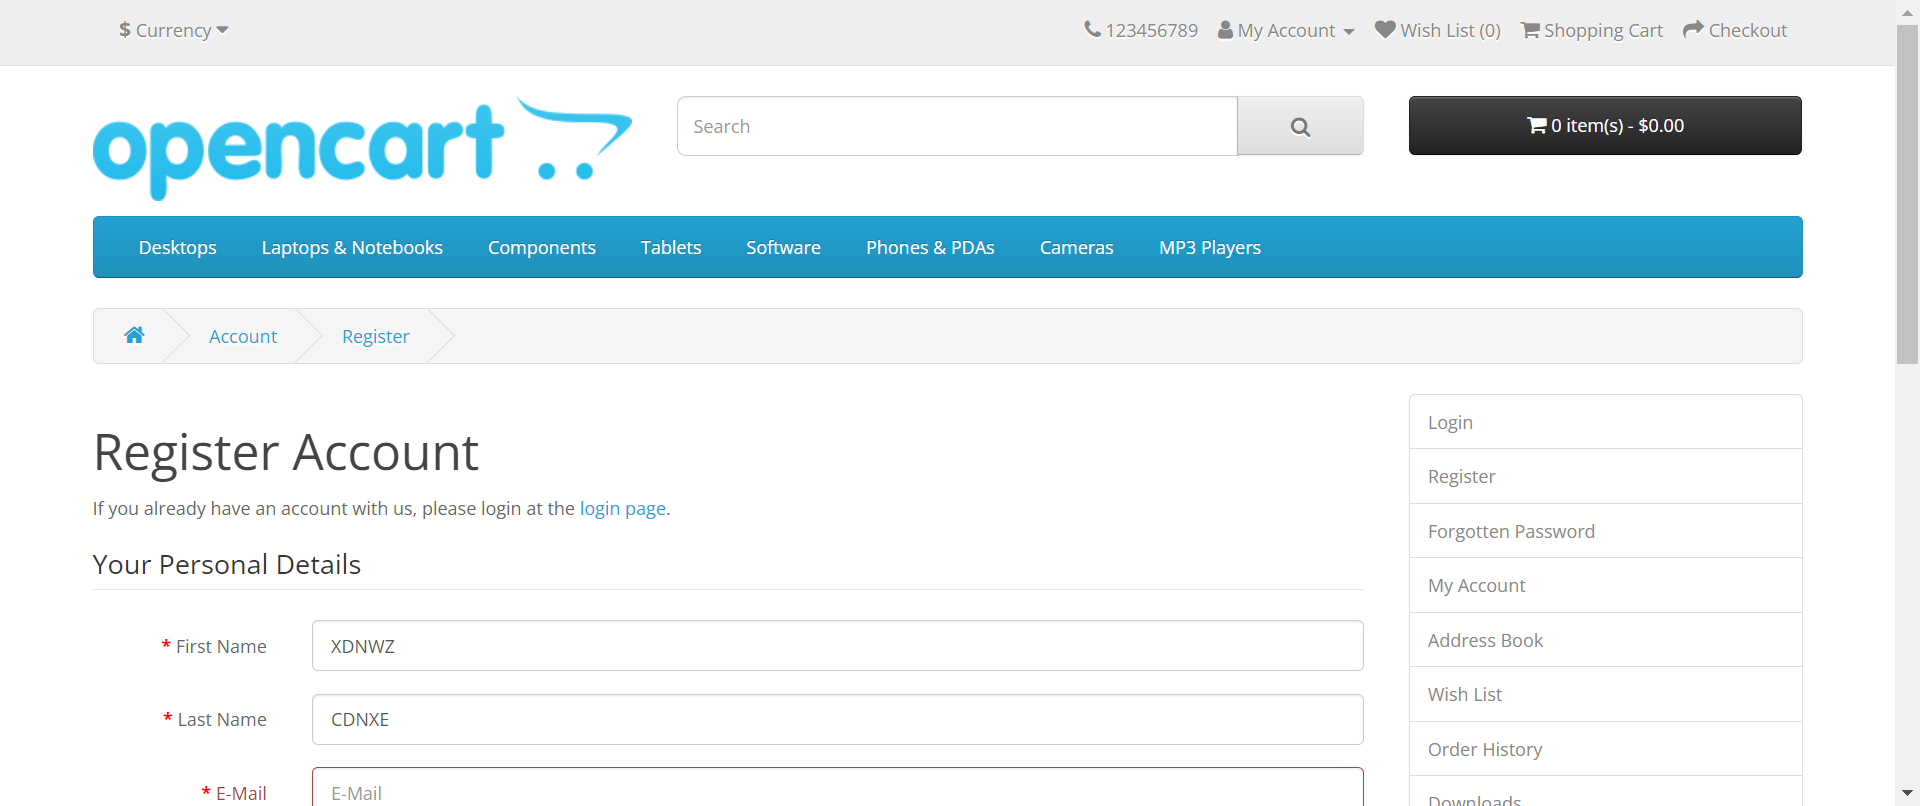 $ Currency
123456789 My Account Wish List (0) Shopping Cart Checkout
opencart
Search
0 item(s) - $0.00
Desktops Laptops & Notebooks Components Tablets Software Phones & PDAs Cameras MP3 Players
Account Register
Register Account
If you already have an account with us, please login at the login page.
Your Personal Details
* First Name XDNWZ
* Last Name CDNXE
* E-Mail E-Mail
Login
Register
Forgotten Password
My Account
Address Book
Wish List
Order History
Downloads